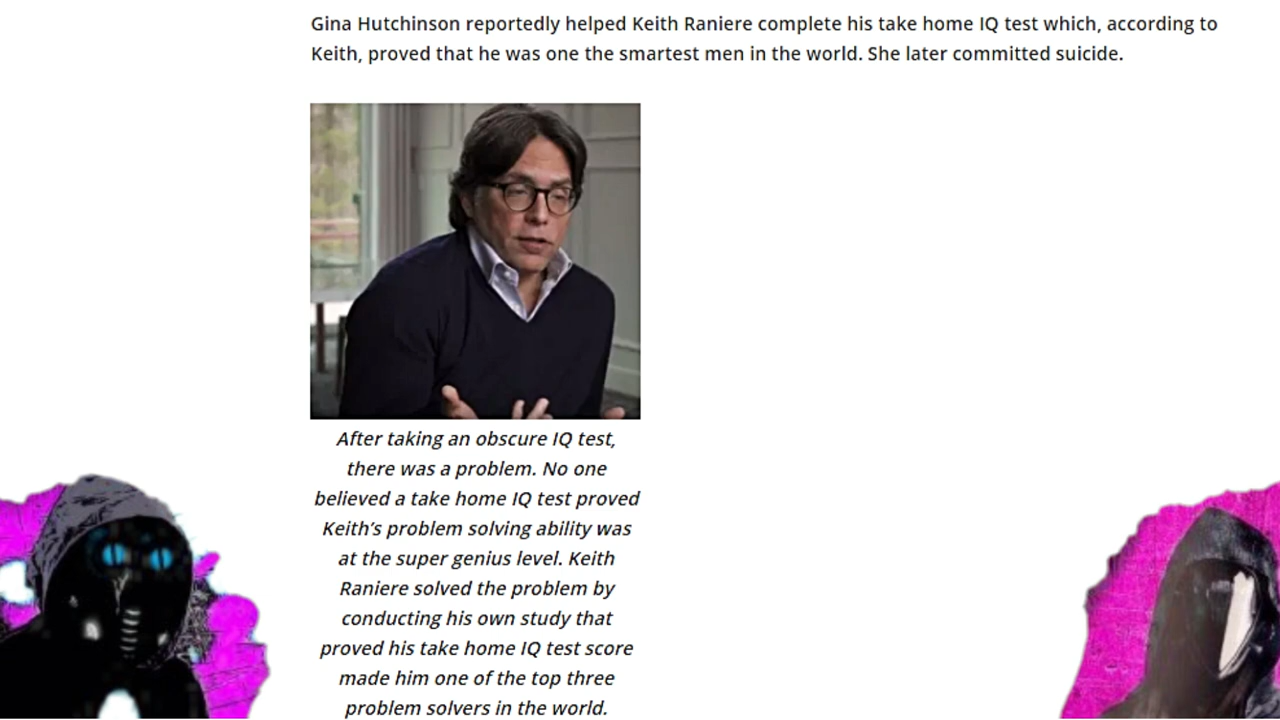 Gina Hutchinson reportedly helped Keith Raniere complete his take home IQ test which, according to
Keith, proved that he was one the smartest men in the world. She later committed suicide.
After taking an obscure IQ test,
there was a problem. No one
believed a take home IQ test proved
Keith’s problem solving ability was
at the super genius level. Keith
Raniere solved the problem by
conducting his own study that
proved his take home IQ test score
made him one of the top three
problem solvers in the world.